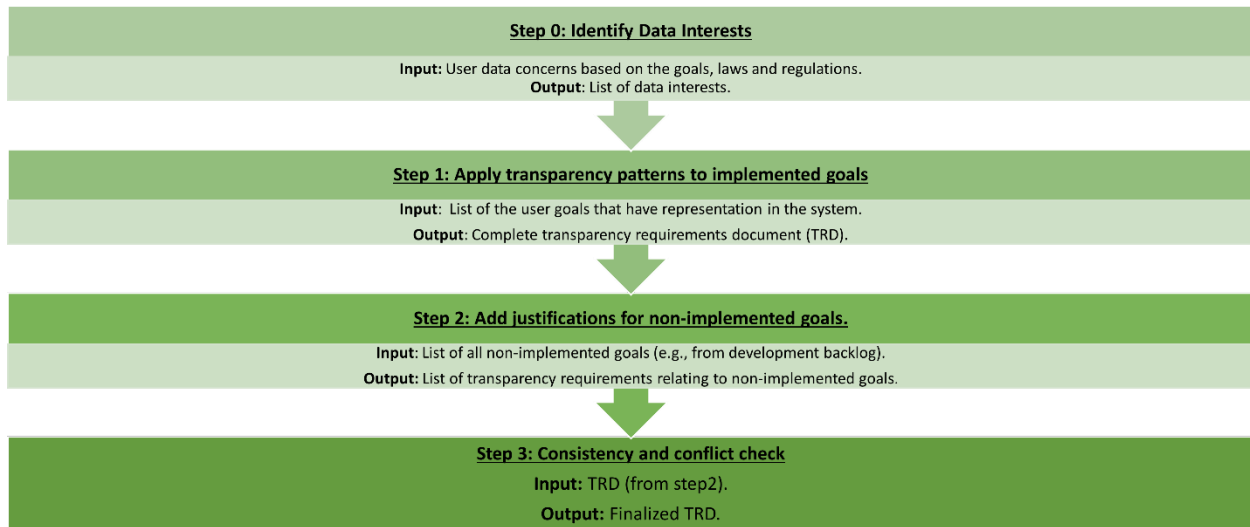 Step 0: Identify Data Interests
Input: User data concerns based on the goals, laws and regulations.
Output: List of data interests.
Step 1: Apply transparency patterns to implemented goals
Input:  List of the user goals that have representation in the system.
Output: Complete transparency requirements document (TRD).
Step 2: Add justifications for non-implemented goals.
Input: List of all non-implemented goals (e.g., from development backlog).
Output: List of transparency requirements relating to non-implemented goals.
Step 3: Consistency and conflict check
Input: TRD (from step2).
Output: Finalized TRD.